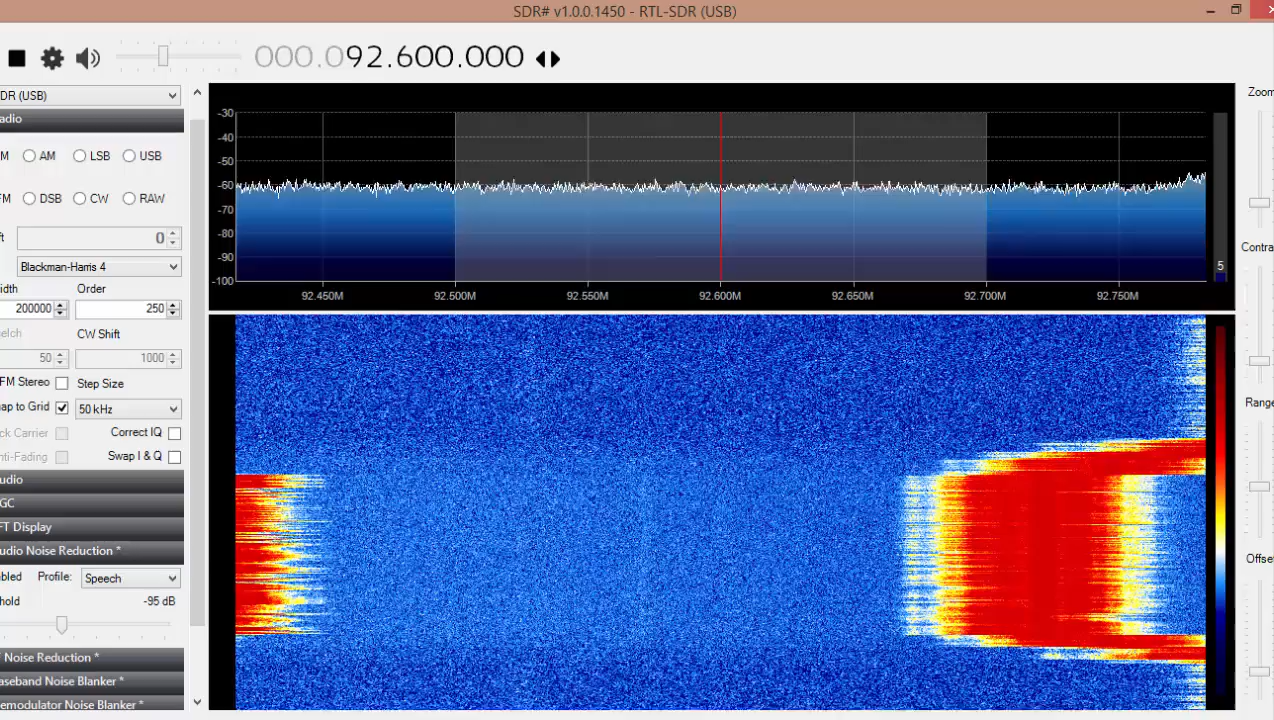 SDR# v1.0.0.1450 - RTL-SDR (USB)
000.092.600.000
DR (USB)
adio
M AM LSB USB
FM DSB CW RAW
ft 0
Blackman-Harris 4
idth Order
200000 250
elch CW Shift
50 1000
FM Stereo Step Size
ap to Grid 50 kHz
ck Carrier Correct IQ
nti-Fading Swap I & Q
udio
GC
FT Display
udio Noise Reduction *
bled Profile: Speech
hold -95 dB
F Noise Reduction *
aseband Noise Blanker *
emodulator Noise Blanker *
-30
-40
-50
-60
-70
-80
-90
-100
92.450M 92.500M 92.550M 92.600M 92.650M 92.700M 92.750M
5
Zoom
Contra
Range
Offset